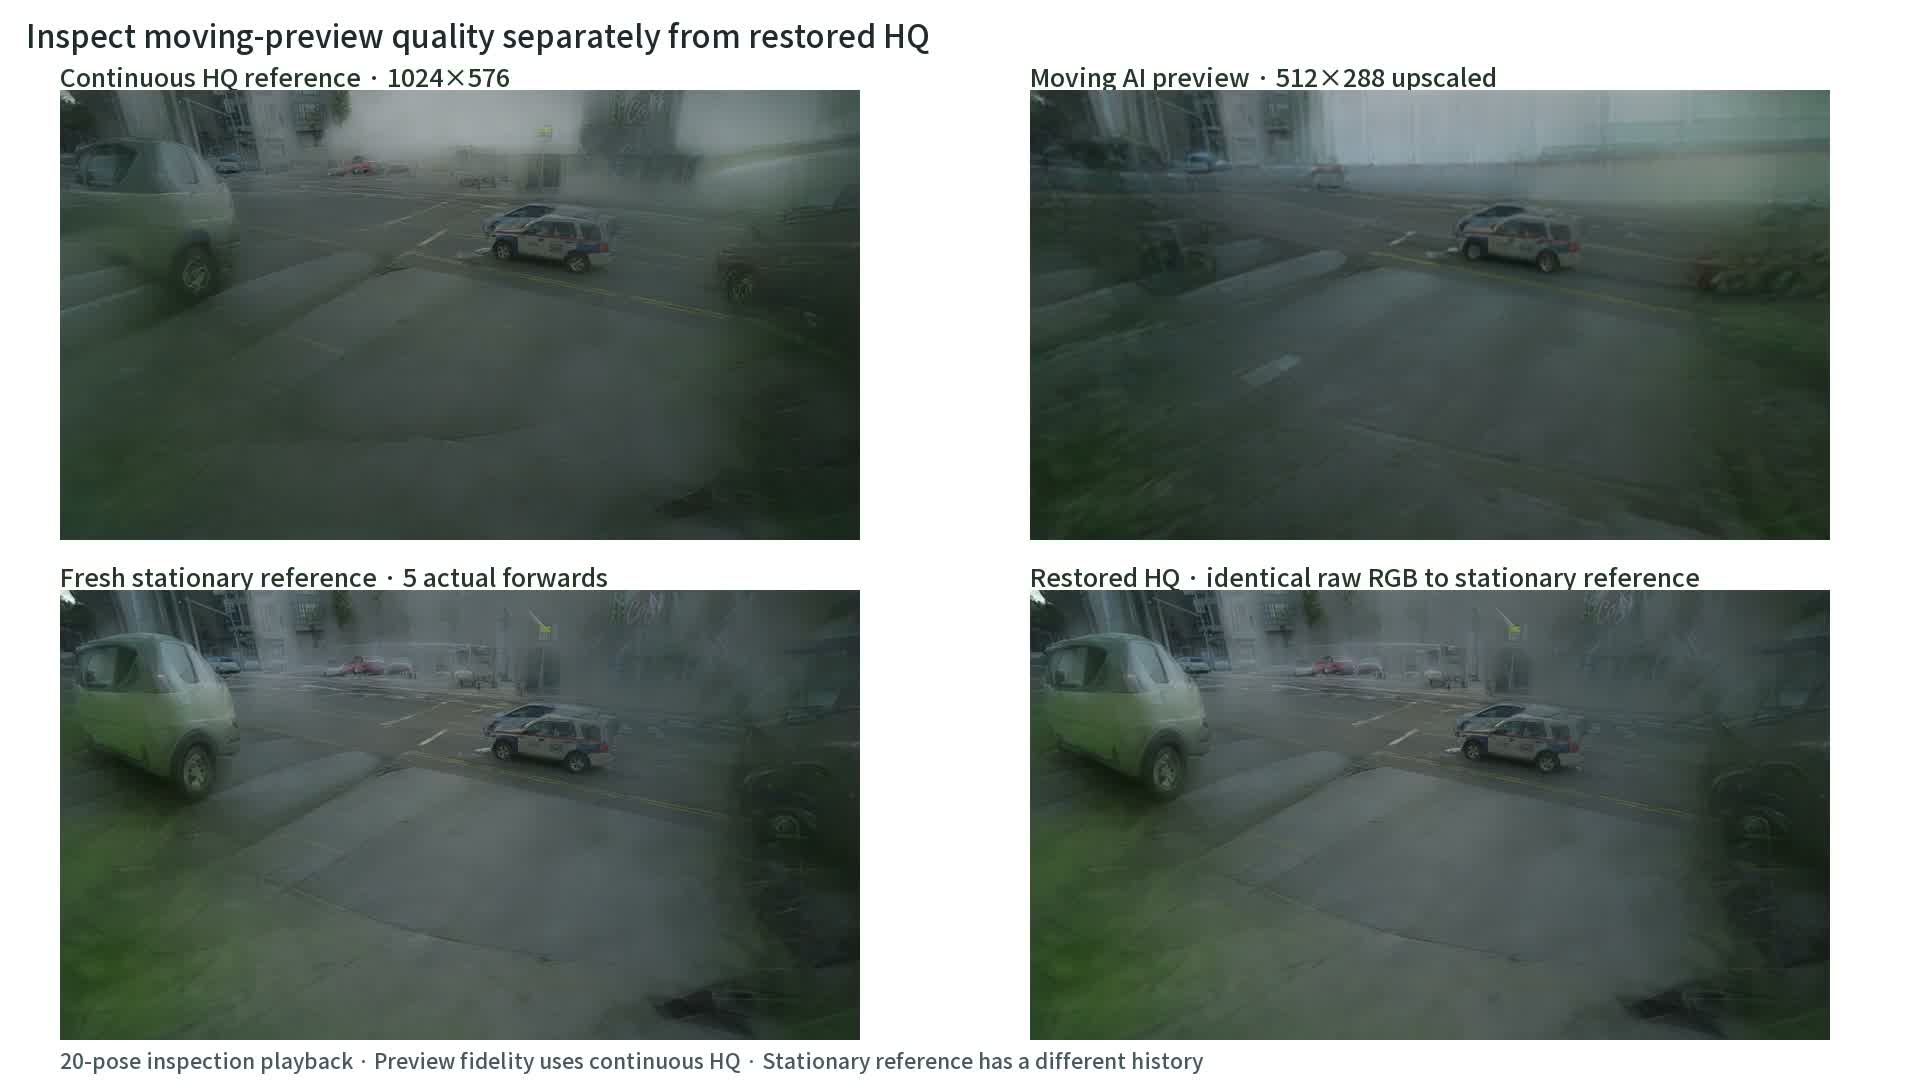 Inspect moving-preview quality separately from restored HQ
Continuous HQ reference · 1024×576
Moving AI preview · 512×288 upscaled
Fresh stationary reference · 5 actual forwards
Restored HQ · identical raw RGB to stationary reference
20-pose inspection playback · Preview fidelity uses continuous HQ · Stationary reference has a different history